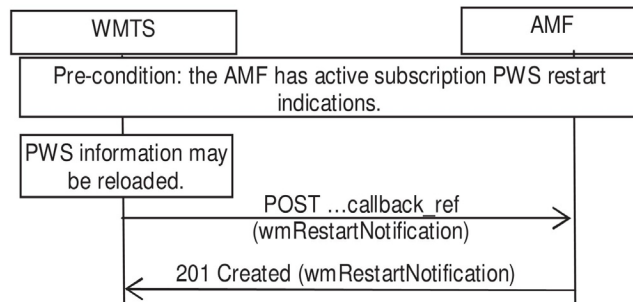 WMTS
AMF
Pre-condition: the AMF has active subscription PWS restart
indications.
PWS information may
be reloaded.
POST ...callback_ref
(wmRestartNotification)
201 Created (wmRestartNotification)